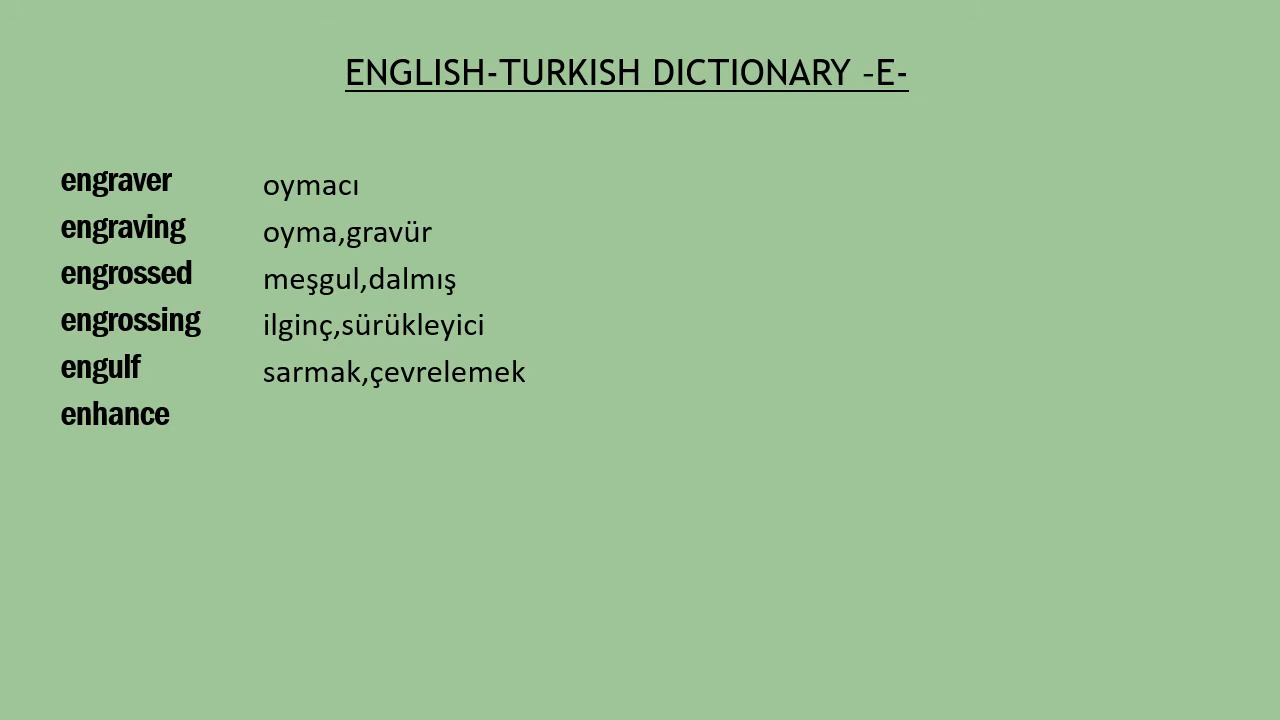 ENGLISH-TURKISH DICTIONARY –E-
engraver oymacı
engraving oyma,gravür
engrossed meşgul,dalmış
engrossing ilginç,sürükleyici
engulf sarmak,çevrelemek
enhance